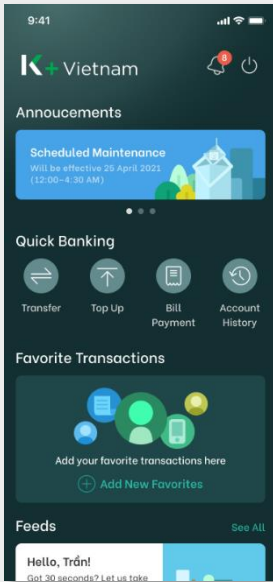 9:41
K+ Vietnam
8
Annoucements
Scheduled Maintenance
Will be effective 25 April 2021
(12:00-4:30 AM)
Quick Banking
Transfer
Top Up
Bill
Payment
Account
History
Favorite Transactions
Add your favorite transactions here
Add New Favorites
Feeds
See All
Hello, Trần!
Got 30 seconds? Let us take